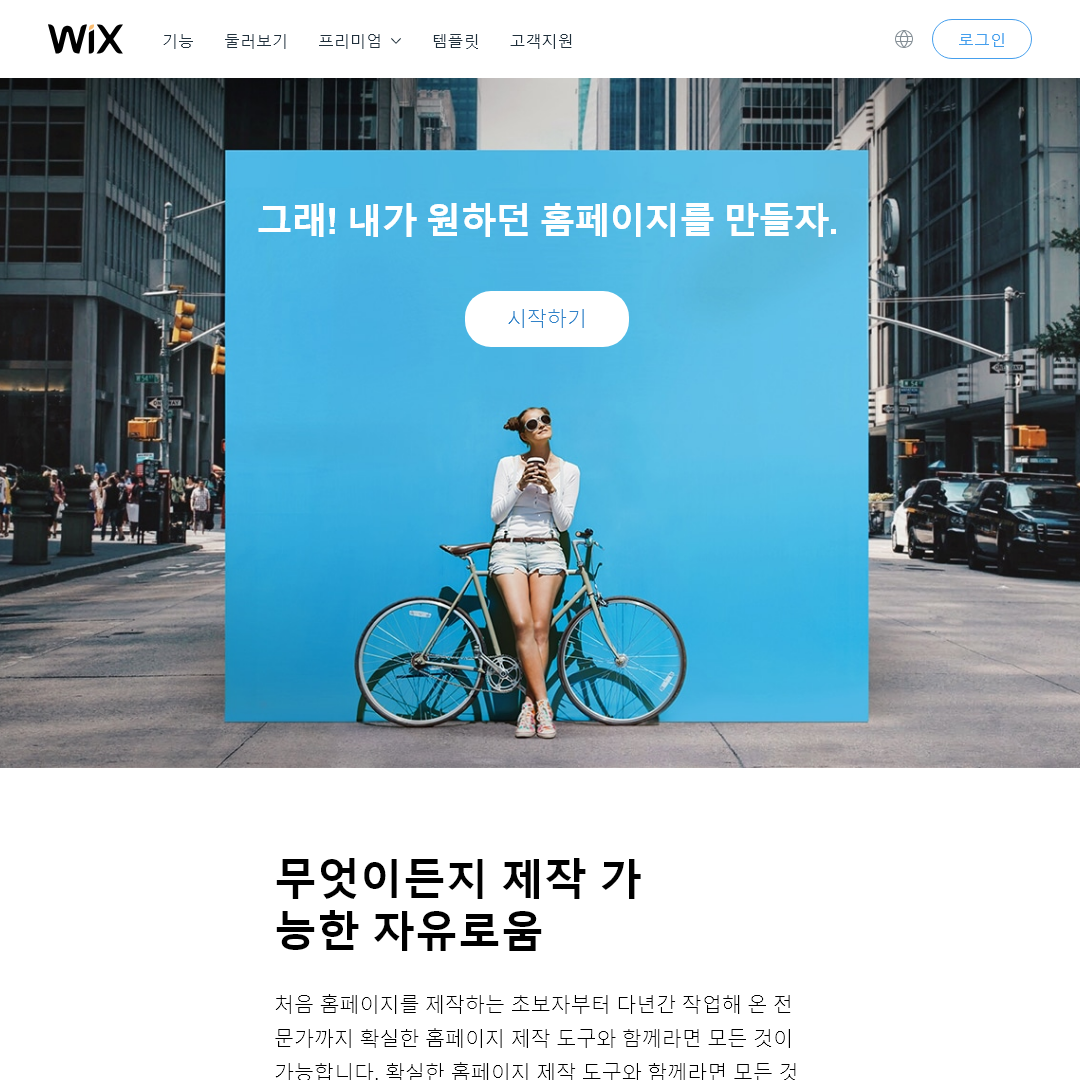 WiX
기능 둘러보기 프리미엄 템플릿 고객지원 로그인
그래! 내가 원하던 홈페이지를 만들자.
시작하기
무엇이든지 제작 가
능한 자유로움
처음 홈페이지를 제작하는 초보자부터 다년간 작업해 온 전
문가까지 확실한 홈페이지 제작 도구와 함께라면 모든 것이
가능합니다. 확실한 홈페이지 제작 도구와 함께라면 모든 것